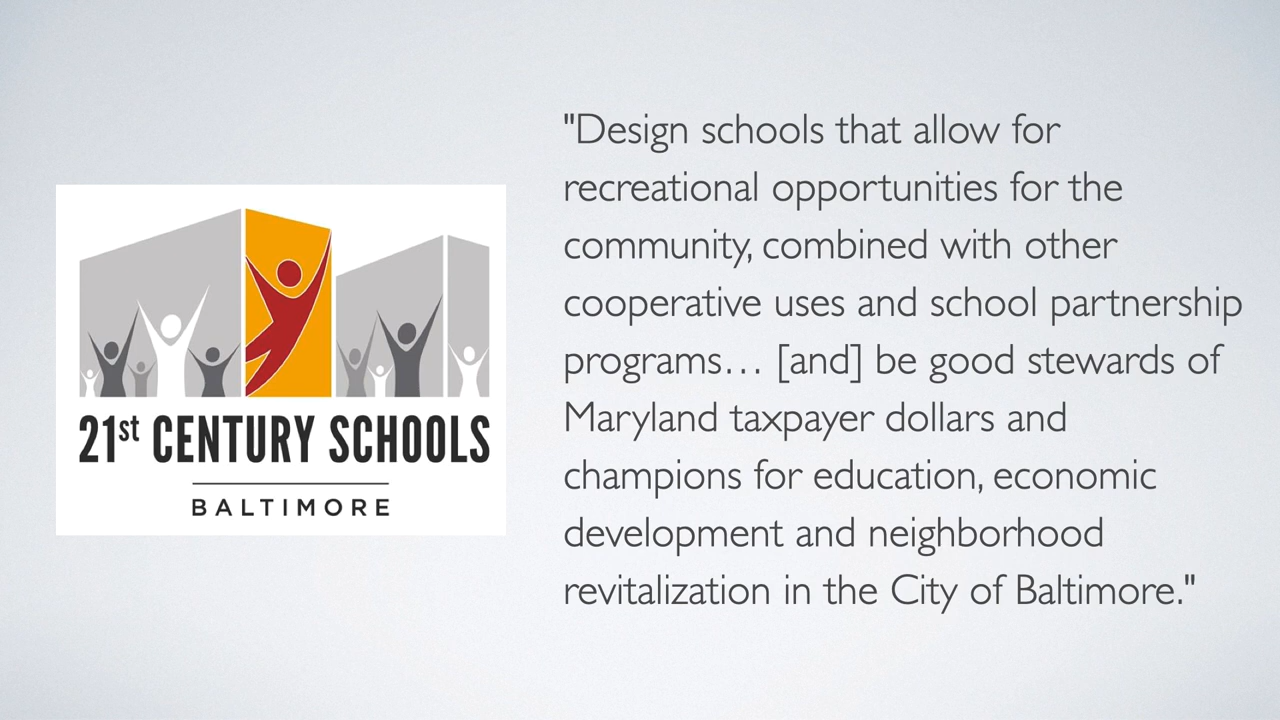 21st CENTURY SCHOOLS
BALTIMORE
"Design schools that allow for
recreational opportunities for the
community, combined with other
cooperative uses and school partnership
programs… [and] be good stewards of
Maryland taxpayer dollars and
champions for education, economic
development and neighborhood
revitalization in the City of Baltimore."